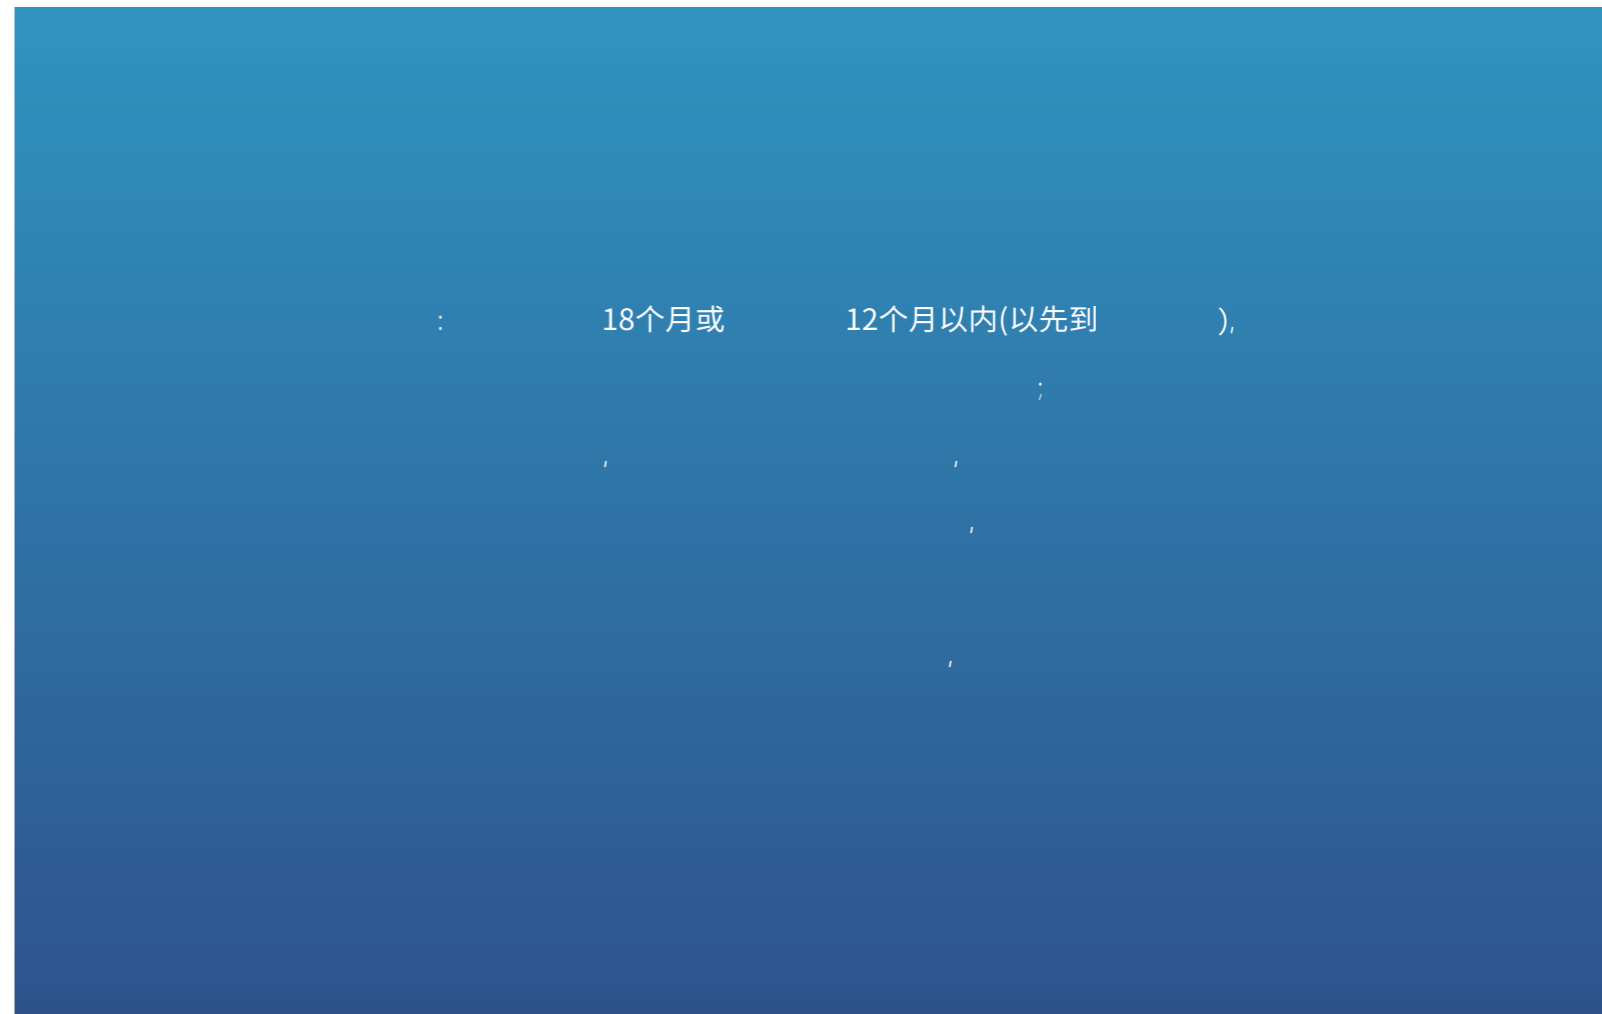 : 18个月或 12个月以内(以先到 ),
;
, ,
,
,